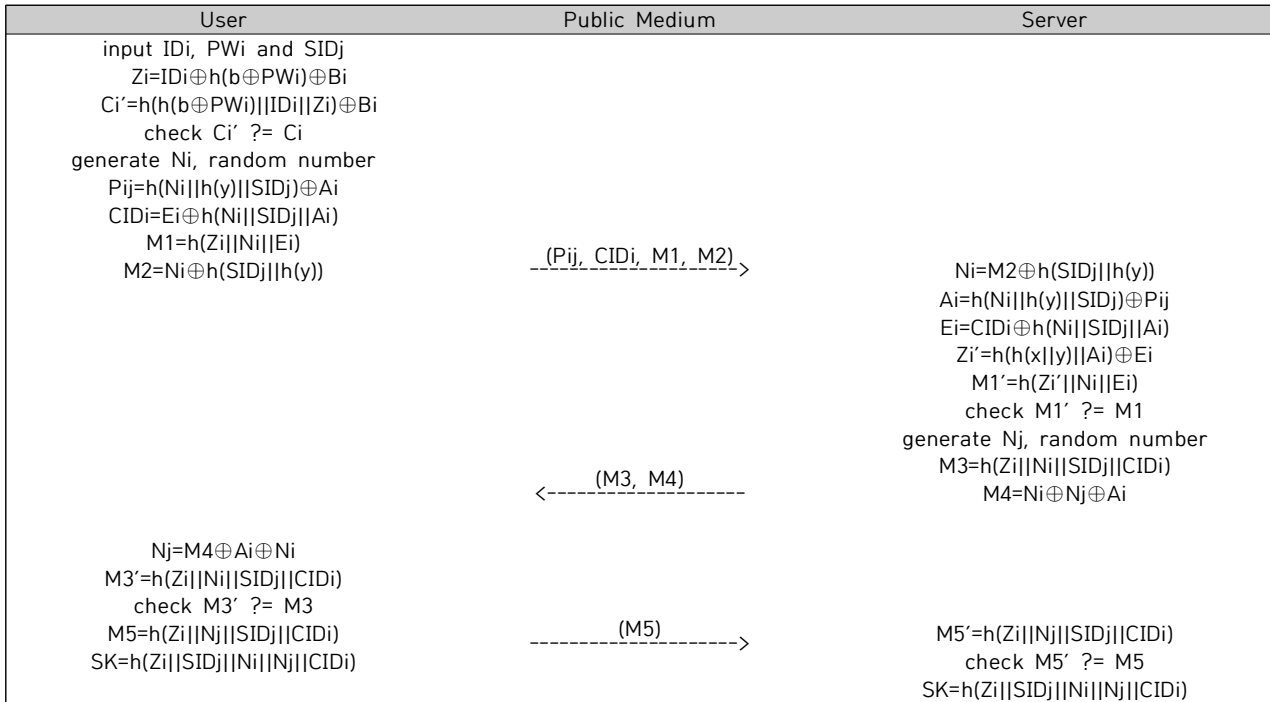 User Public Medium Server
input IDi, PWi and SIDj
Zi=IDi⊕h(b⊕PWi)⊕Bi
Ci′=h(h(b⊕PWi)||IDi||Zi)⊕Bi
check Ci′ ?= Ci
generate Ni, random number
Pij=h(Ni||h(y)||SIDj)⊕Ai
CIDi=Ei⊕h(Ni||SIDj||Ai)
M1=h(Zi||Ni||Ei)
M2=Ni⊕h(SIDj||h(y))
(Pij, CIDi, M1, M2)
Ni=M2⊕h(SIDj||h(y))
Ai=h(Ni||h(y)||SIDj)⊕Pij
Ei=CIDi⊕h(Ni||SIDj||Ai)
Zi′=h(h(x||y)||Ai)⊕Ei
M1′=h(Zi′||Ni||Ei)
check M1′ ?= M1
generate Nj, random number
M3=h(Zi||Ni||SIDj||CIDi)
M4=Ni⊕Nj⊕Ai
(M3, M4)
Nj=M4⊕Ai⊕Ni
M3′=h(Zi||Ni||SIDj||CIDi)
check M3′ ?= M3
M5=h(Zi||Nj||SIDj||CIDi)
SK=h(Zi||SIDj||Ni||Nj||CIDi)
(M5)
M5′=h(Zi||Nj||SIDj||CIDi)
check M5′ ?= M5
SK=h(Zi||SIDj||Ni||Nj||CIDi)